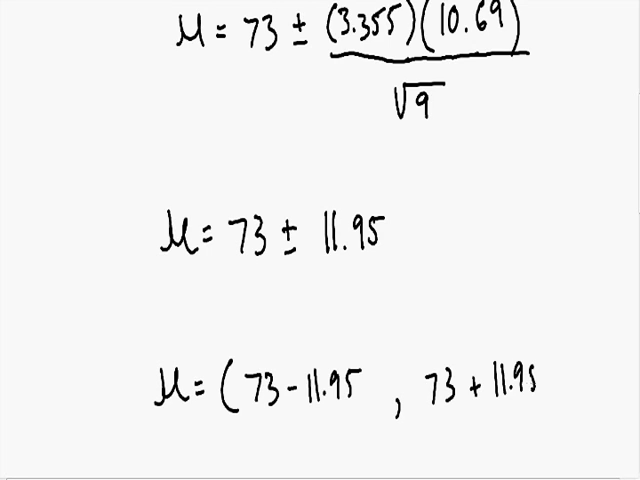 μ = 73 ± (3.355)(10.69)
√9
μ = 73 ± 11.95
μ = (73 - 11.95 , 73 + 11.95